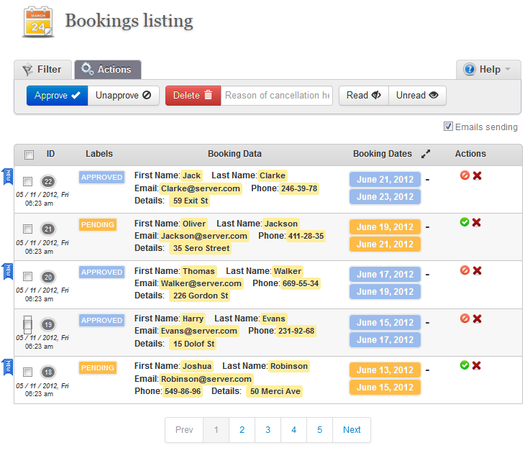 MARCH
24
Bookings listing
Filter
Actions
Help
Approve
Unapprove
Delete
Reason of cancellation he
Read
Unread
Emails sending
ID Labels Booking Data Booking Dates Actions
New
22
05 / 11 / 2012, Fri
06:23 am
APPROVED
First Name: Jack Last Name: Clarke
Email: Clarke@server.com Phone: 246-39-78
Details: 59 Exit St
June 21, 2012 -
June 23, 2012
21
05 / 11 / 2012, Fri
06:23 am
PENDING
First Name: Oliver Last Name: Jackson
Email: Jackson@server.com Phone: 411-28-35
Details: 35 Sero Street
June 19, 2012 -
June 21, 2012
New
20
05 / 11 / 2012, Fri
06:23 am
APPROVED
First Name: Thomas Last Name: Walker
Email: Walker@server.com Phone: 669-55-34
Details: 226 Gordon St
June 17, 2012 -
June 19, 2012
19
05 / 11 / 2012, Fri
06:23 am
APPROVED
First Name: Harry Last Name: Evans
Email: Evans@server.com Phone: 231-92-68
Details: 15 Dolof St
June 15, 2012 -
June 17, 2012
New
18
05 / 11 / 2012, Fri
06:23 am
PENDING
First Name: Joshua Last Name: Robinson
Email:
Robinson@server.com
Phone: 549-86-96 Details: 50 Merci Ave
June 13, 2012 -
June 15, 2012
Prev 1 2 3 4 5 Next